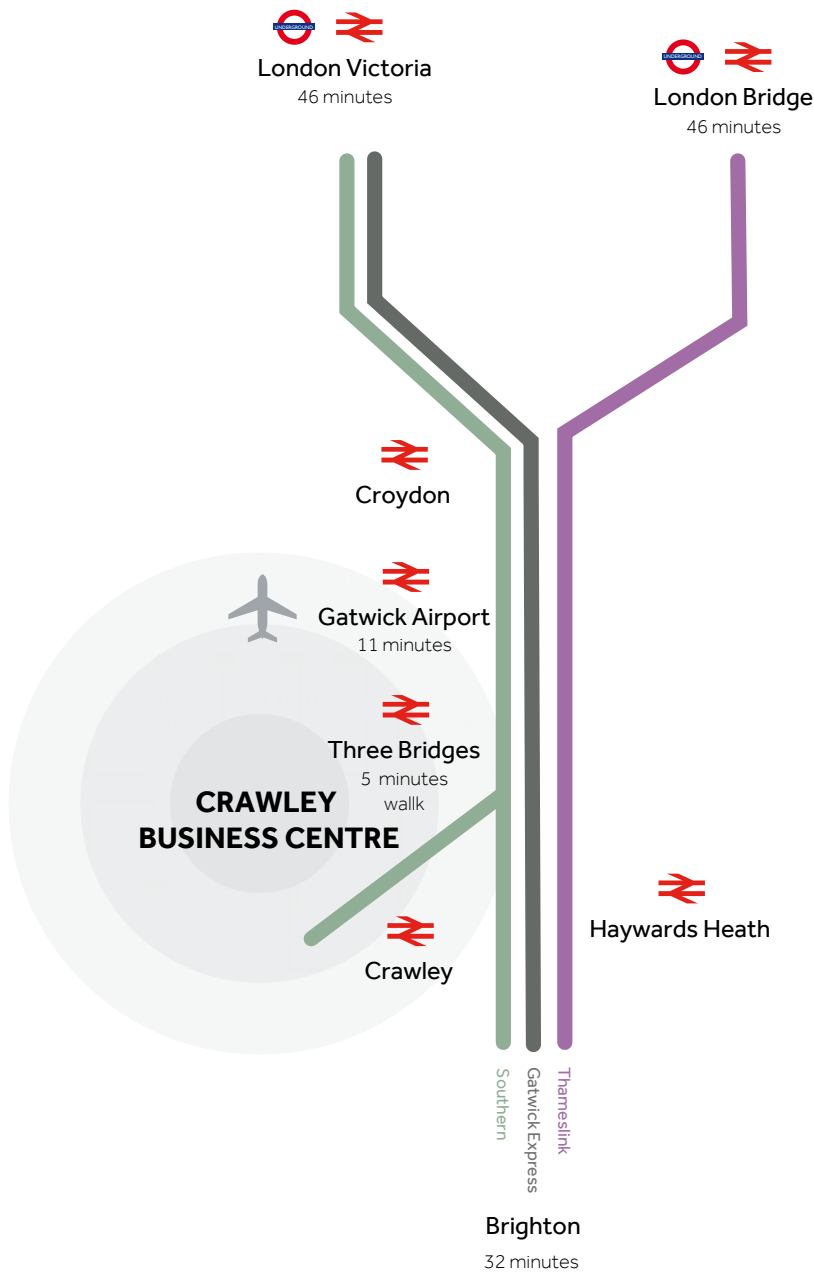 UNDERGROUND
London Victoria
46 minutes
UNDERGROUND
London Bridge
46 minutes
Croydon
Gatwick Airport
11 minutes
Three Bridges
5 minutes
wallk
CRAWLEY
BUSINESS CENTRE
Haywards Heath
Crawley
Southern
Gatwick Express
Thameslink
Brighton
32 minutes